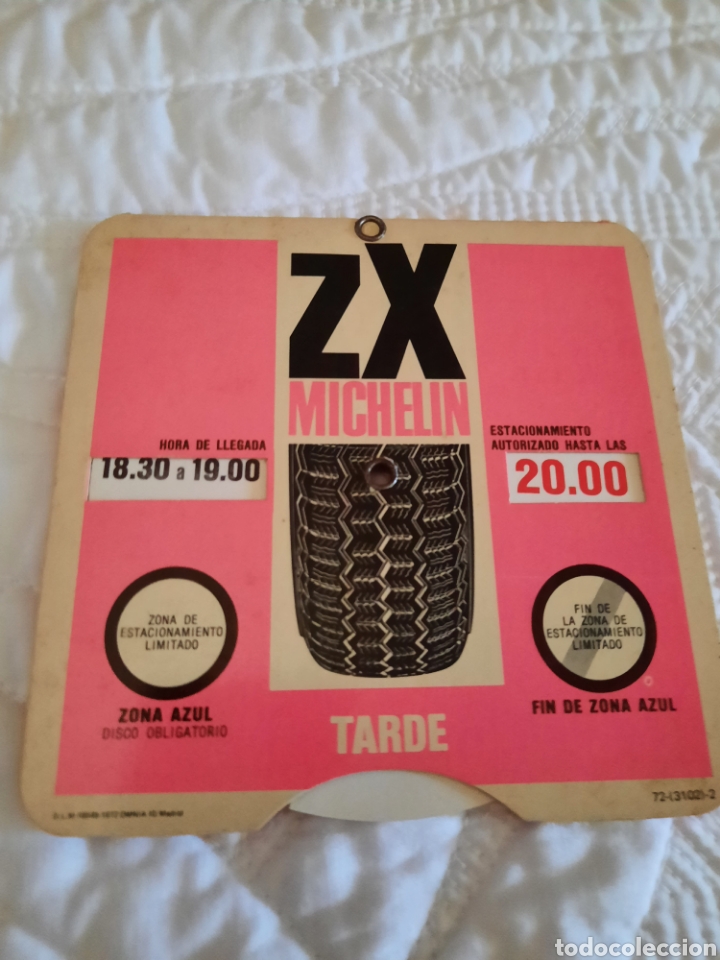 ZX
MICHELIN
HORA DE LLEGADA
18.30 a 19.00
ESTACIONAMIENTO
AUTORIZADO HASTA LAS
20.00
ZONA DE
ESTACIONAMIENTO
LIMITADO
ZONA AZUL
DISCO OBLIGATORIO
FIN DE
LA ZONA DE
ESTACIONAMIENTO
LIMITADO
FIN DE ZONA AZUL
TARDE
72-(3102)-2
Madrid
todocoleccion